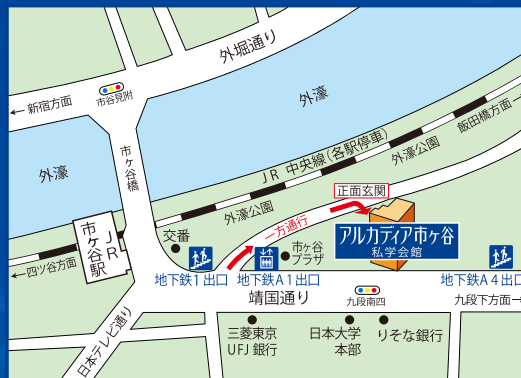 外堀通り
←新宿方面
市谷見附
外濠
飯田橋方面→
JR 中央線(各駅停車)
外濠公園
外濠
市ヶ谷橋
正面玄関
外濠公園
一方通行
アルカディア市ヶ谷
私学会館
交番
市ヶ谷
プラザ
JR
市ヶ谷駅
←四ツ谷方面
地下鉄1出口
地下鉄A1出口
地下鉄A4出口
靖国通り
九段南四
九段下方面→
日本テレビ通り
三菱東京
UFJ 銀行
日本大学
本部
りそな銀行